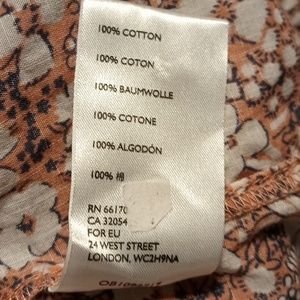 100% COTTON
100% COTON
100% BAUMWOLLE
100% COTONE
100% ALGODÓN
100% 棉
RN 66170
CA 32054
FOR EU
24 WEST STREET
LONDON, WC2H9NA